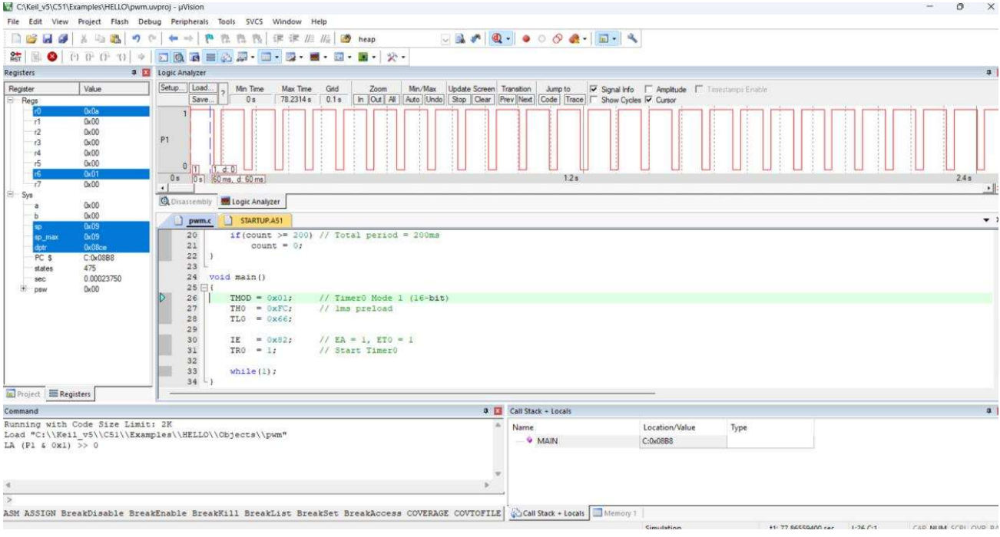 C:\Keil_v5\C51\Examples\HELLO\pwm.uvproj - µVision
File Edit View Project Flash Debug Peripherals Tools SVCS Window Help
heap
RST
Registers
Register Value
Regs
r0 0x0a
r1 0x00
r2 0x00
r3 0x00
r4 0x00
r5 0x00
r6 0x01
r7 0x00
Sys
a 0x00
b 0x00
sp 0x09
sp_max 0x09
dptr 0x08ce
PC $ C:0x08B8
states 475
sec 0.00023750
psw 0x00
Project Registers
Logic Analyzer
Setup... Load... ? Min Time Max Time Grid Zoom Min/Max Update Screen Transition Jump to Signal Info Amplitude Timestamps Enable
Save... 0 s 78.2314 s 0.1 s In Out All Auto Undo Stop Clear Prev Next Code Trace Show Cycles Cursor
1
P1
0 1 1, d: 0
0 s 0 s 60 ms, d: 60 ms 1.2 s 2.4 s
Disassembly Logic Analyzer
pwm.c STARTUP.A51
20 if(count >= 200) // Total period = 200ms
21 count = 0;
22 }
23
24 void main()
25 {
26 TMOD = 0x01; // Timer0 Mode 1 (16-bit)
27 TH0 = 0xFC; // 1ms preload
28 TL0 = 0x66;
29
30 IE = 0x82; // EA = 1, ET0 = 1
31 TR0 = 1; // Start Timer0
32
33 while(1);
34 }
Command
Running with Code Size Limit: 2K
Load "C:\\Keil_v5\\C51\\Examples\\HELLO\\Objects\\pwm"
LA (P1 & 0x1) >> 0
>
ASM ASSIGN BreakDisable BreakEnable BreakKill BreakList BreakSet BreakAccess COVERAGE COVTOFILE
Call Stack + Locals
Name Location/Value Type
MAIN C:0x08B8
Call Stack + Locals Memory 1
Simulation t1: 77.86559400 sec L:26 C:1 CAP NUM SCRL OVR